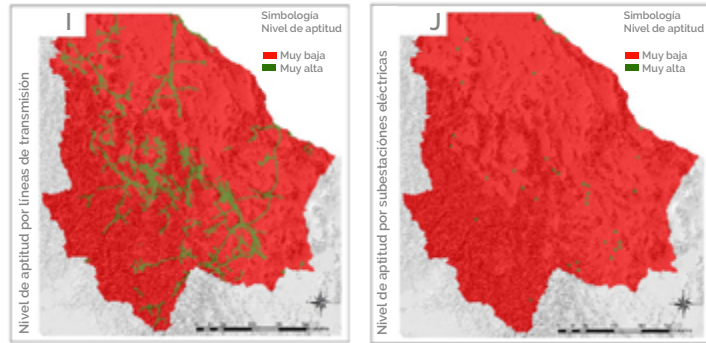 I
Simbología
Nivel de aptitud
Muy baja
Muy alta
Nivel de aptitud por líneas de transmisión
J
Simbología
Nivel de aptitud
Muy baja
Muy alta
Nivel de aptitud por subestaciónes eléctricas